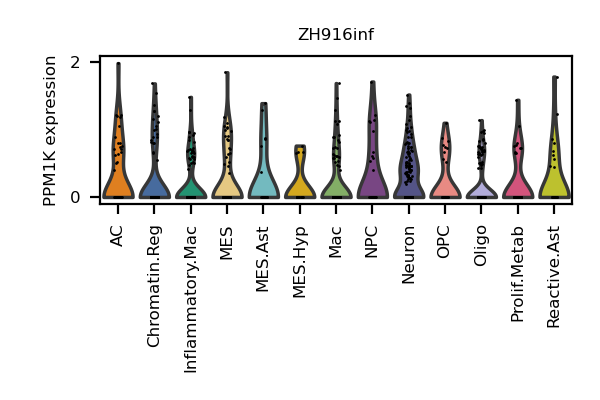 ZH916inf
PPM1K expression
2
0
AC
Chromatin.Reg
Inflammatory.Mac
MES
MES.Ast
MES.Hyp
Mac
NPC
Neuron
OPC
Oligo
Prolif.Metab
Reactive.Ast